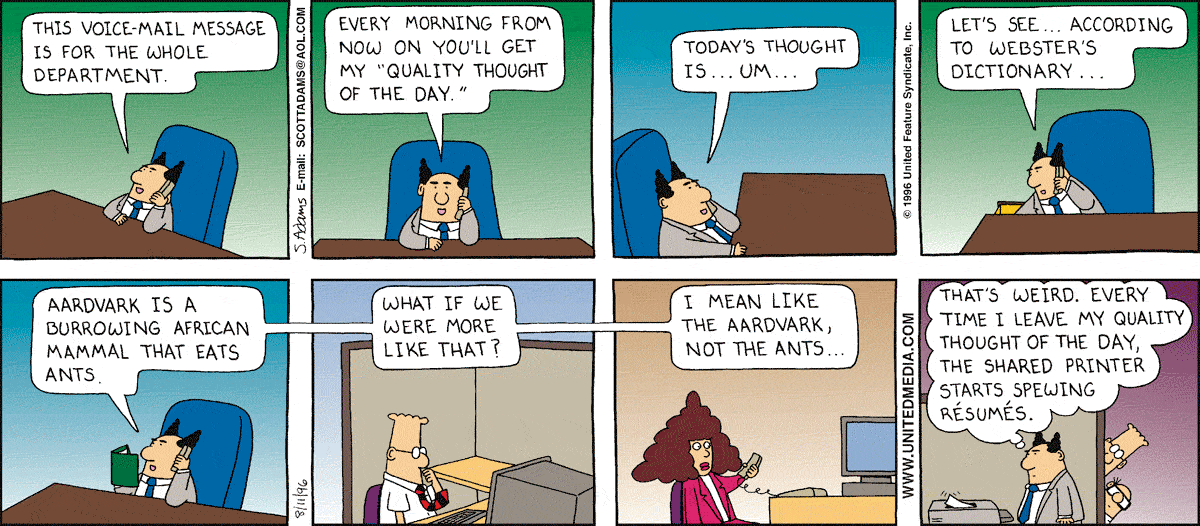 THIS VOICE-MAIL MESSAGE
IS FOR THE WHOLE
DEPARTMENT.
S. Adams E-mail: SCOTTADAMS@AOL.COM
EVERY MORNING FROM
NOW ON YOU'LL GET
MY "QUALITY THOUGHT
OF THE DAY."
TODAY'S THOUGHT
IS... UM...
© 1996 United Feature Syndicate, Inc.
LET'S SEE... ACCORDING
TO WEBSTER'S
DICTIONARY...
AARDVARK IS A
BURROWING AFRICAN
MAMMAL THAT EATS
ANTS.
8/11/96
WHAT IF WE
WERE MORE
LIKE THAT?
I MEAN LIKE
THE AARDVARK,
NOT THE ANTS...
WWW.UNITEDMEDIA.COM
THAT'S WEIRD. EVERY
TIME I LEAVE MY QUALITY
THOUGHT OF THE DAY,
THE SHARED PRINTER
STARTS SPEWING
RÉSUMÉS.